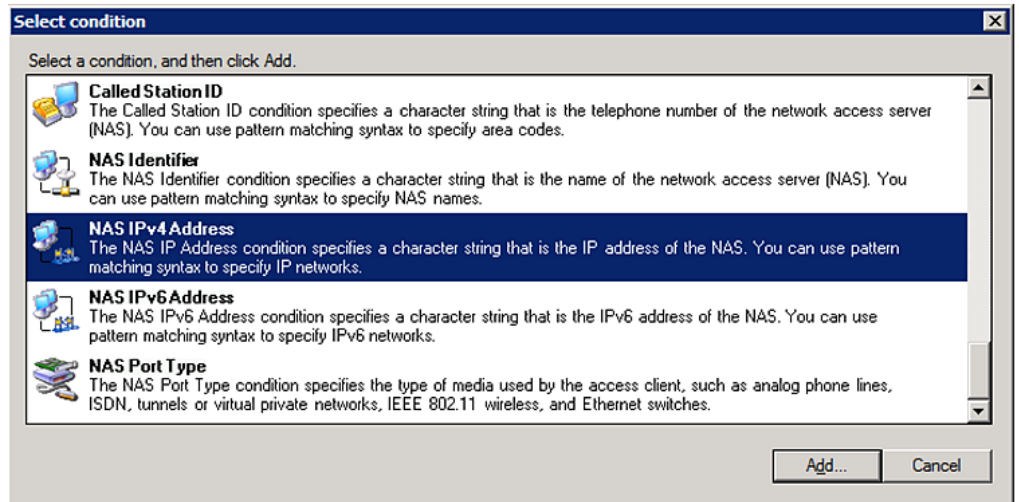 Select condition
Select a condition, and then click Add.
Called Station ID
The Called Station ID condition specifies a character string that is the telephone number of the network access server
(NAS). You can use pattern matching syntax to specify area codes.
NAS Identifier
The NAS Identifier condition specifies a character string that is the name of the network access server (NAS). You
can use pattern matching syntax to specify NAS names.
NAS IPv4 Address
The NAS IP Address condition specifies a character string that is the IP address of the NAS. You can use pattern
matching syntax to specify IP networks.
NAS IPv6 Address
The NAS IPv6 Address condition specifies a character string that is the IPv6 address of the NAS. You can use
pattern matching syntax to specify IPv6 networks.
NAS Port Type
The NAS Port Type condition specifies the type of media used by the access client, such as analog phone lines,
ISDN, tunnels or virtual private networks, IEEE 802.11 wireless, and Ethernet switches.
Add... Cancel